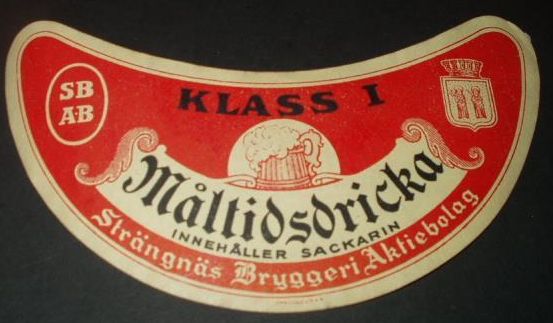 SB
AB
KLASS I
Måltidsdricka
INNEHÅLLER SACKARIN
Strängnäs Bryggeri Aktiebolag